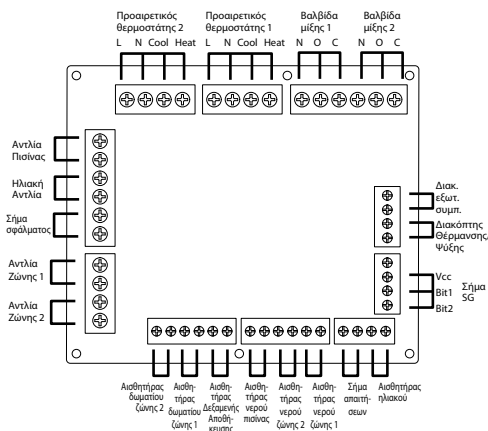 Προαιρετικός
θερμοστάτης 2
L N Cool Heat
Προαιρετικός
θερμοστάτης 1
L N Cool Heat
Βαλβίδα
μίξης 1
N O C
Βαλβίδα
μίξης 2
N O C
Αντλία
Πισίνας
Ηλιακή
Αντλία
Σήμα
σφάλματος
Αντλία
Ζώνης 1
Αντλία
Ζώνης 2
Διακ.
εξωτ.
συμπ.
Διακόπτης
Θέρμανσης/
Ψύξης
Vcc
Bit1
Bit2
Σήμα
SG
Αισθητήρας
δωματίου
ζώνης 2
Αισθη-
τήρας
δωματίου
ζώνης 1
Αισθη-
τήρας
Δεξαμενής
Αποθή-
κευσης
Αισθη-
τήρας
νερού
πισίνας
Αισθη-
τήρας
νερού
ζώνης 2
Αισθη-
τήρας
νερού
ζώνης 1
Σήμα
απαιτή-
σεων
Αισθητήρας
ηλιακού